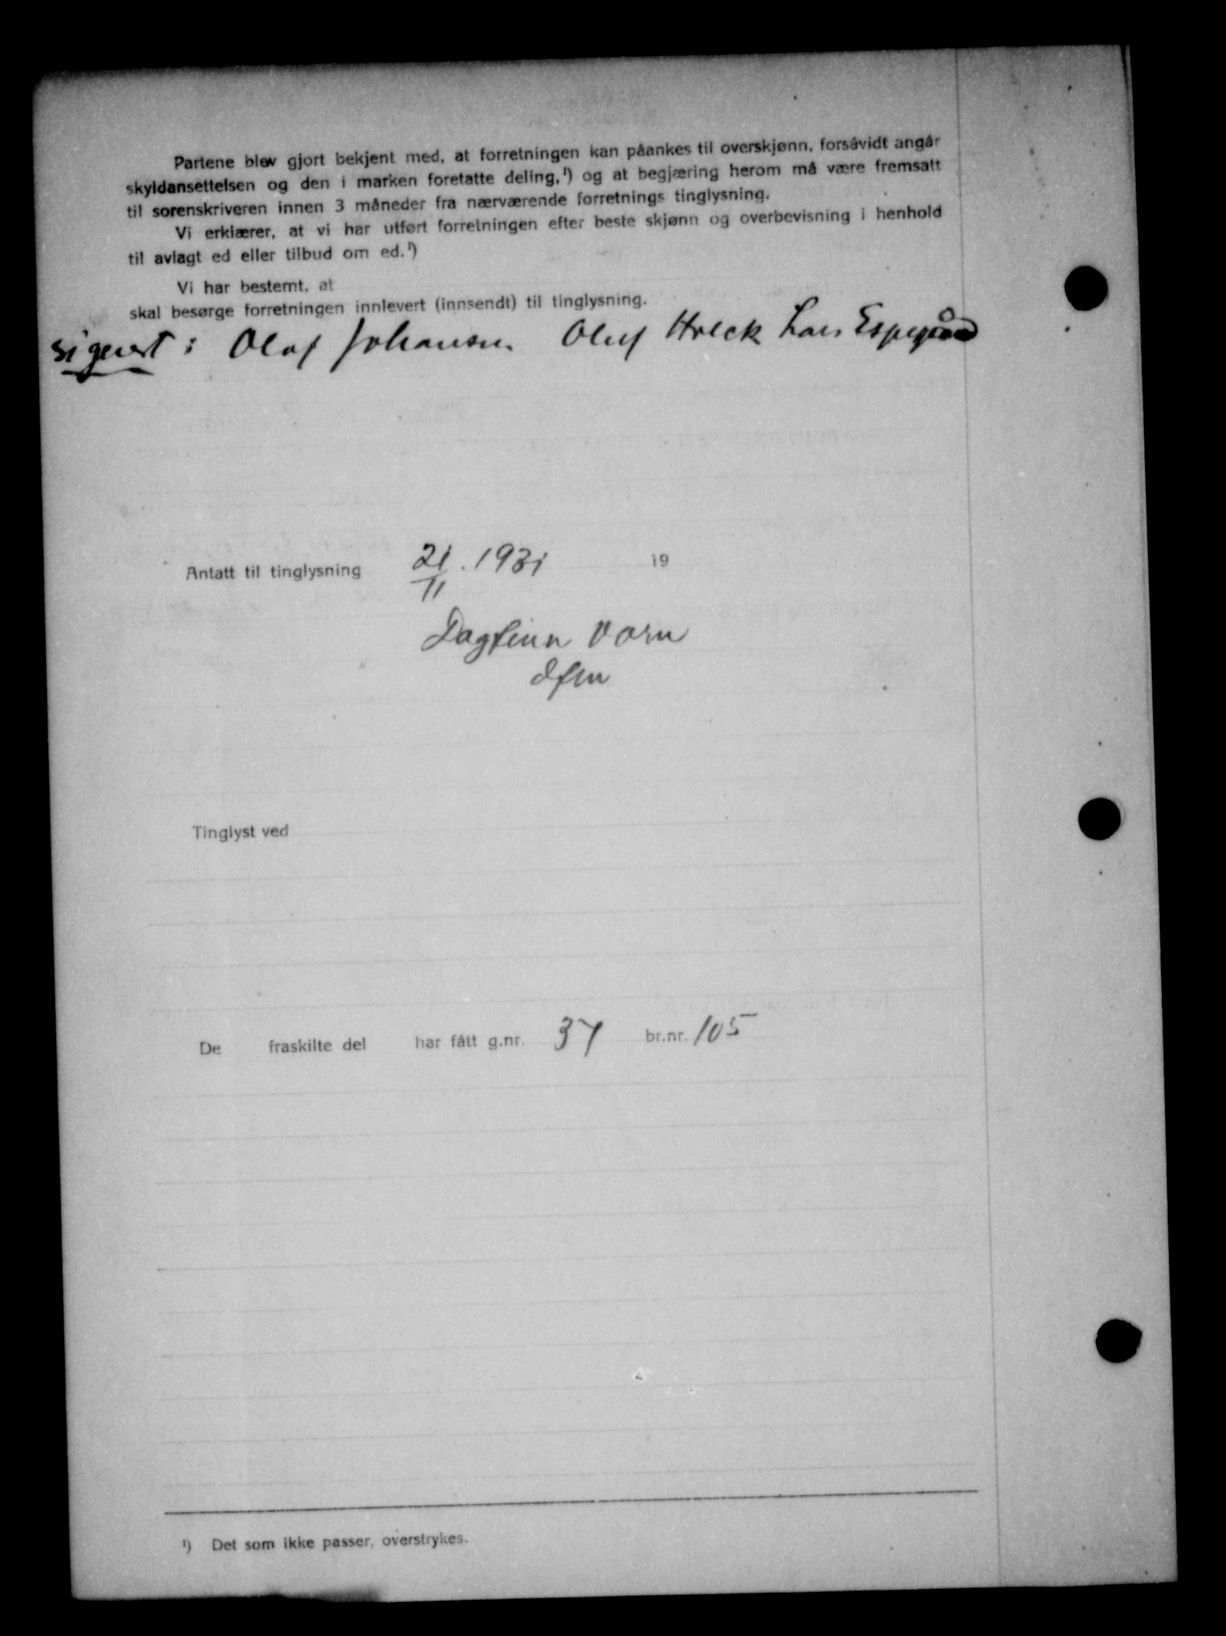 Partene blev gjort bekjent med, at forretningen kan påankes til overskjønn, forsåvidt angår
skyldansettelsen og den i marken foretatte deling,¹) og at begjæring herom må være fremsatt
til sorenskriveren innen 3 måneder fra nærværende forretnings tinglysning.
Vi erklærer, at vi har utført forretningen efter beste skjønn og overbevisning i henhold
til avlagt ed eller tilbud om ed.¹)
Vi har bestemt, at
skal besørge forretningen innlevert (innsendt) til tinglysning.
signert: Olaf Johansen. Oluf Holck Lars Espegård
Antatt til tinglysning 21/11. 1931 19
Dagfinn
Tinglyst ved
De fraskilte del har fått g.nr. 37 br.nr. 105
¹) Det som ikke passer, overstrykes.